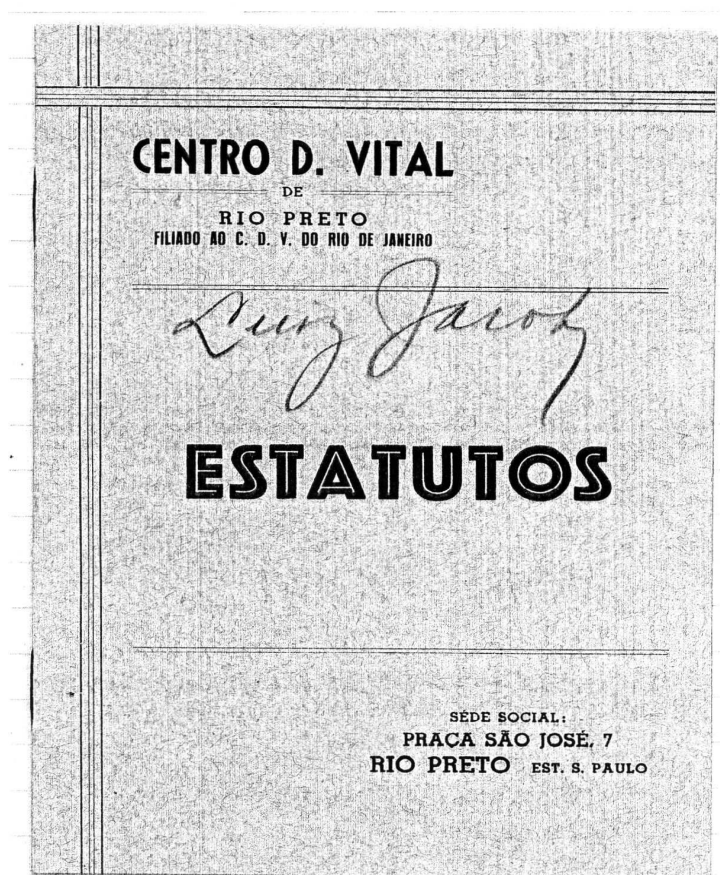 CENTRO D. VITAL
DE
RIO PRETO
FILIADO AO C. D. V. DO RIO DE JANEIRO
Luiz Jacob
ESTATUTOS
SÉDE SOCIAL:
PRAÇA SÃO JOSÉ, 7
RIO PRETO EST. S. PAULO